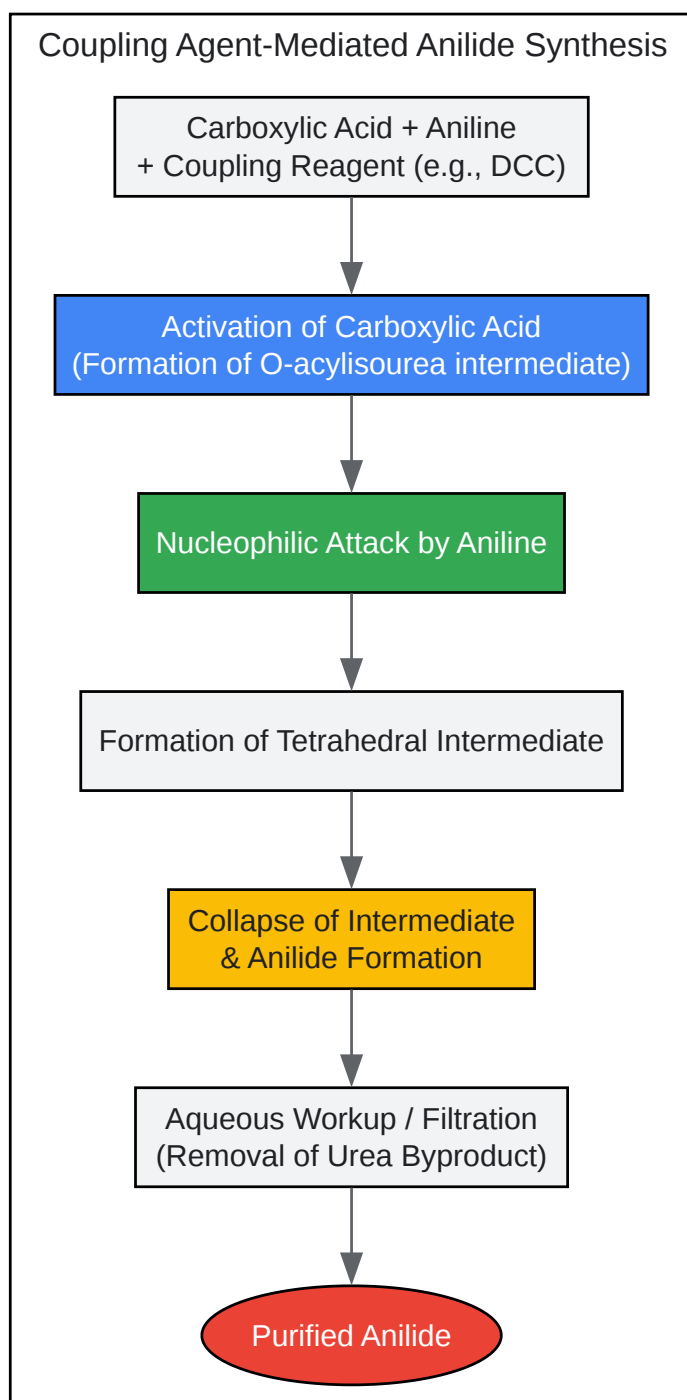 Coupling Agent-Mediated Anilide Synthesis
Carboxylic Acid + Aniline
+ Coupling Reagent (e.g., DCC)
Activation of Carboxylic Acid
(Formation of O-acylisourea intermediate)
Nucleophilic Attack by Aniline
Formation of Tetrahedral Intermediate
Collapse of Intermediate
& Anilide Formation
Aqueous Workup / Filtration
(Removal of Urea Byproduct)
Purified Anilide